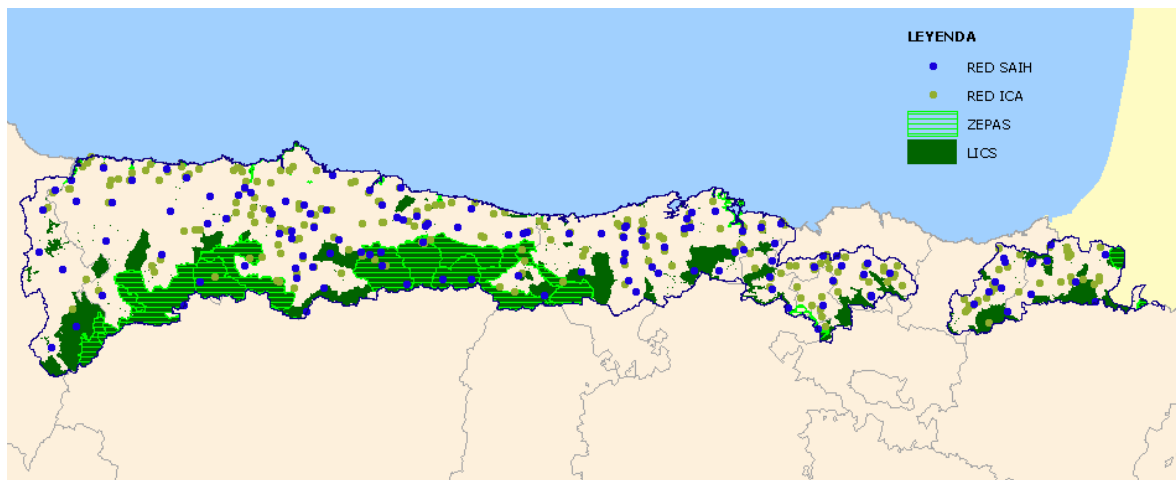 LEYENDA
RED SAIH
RED ICA
ZEPAS
LICS